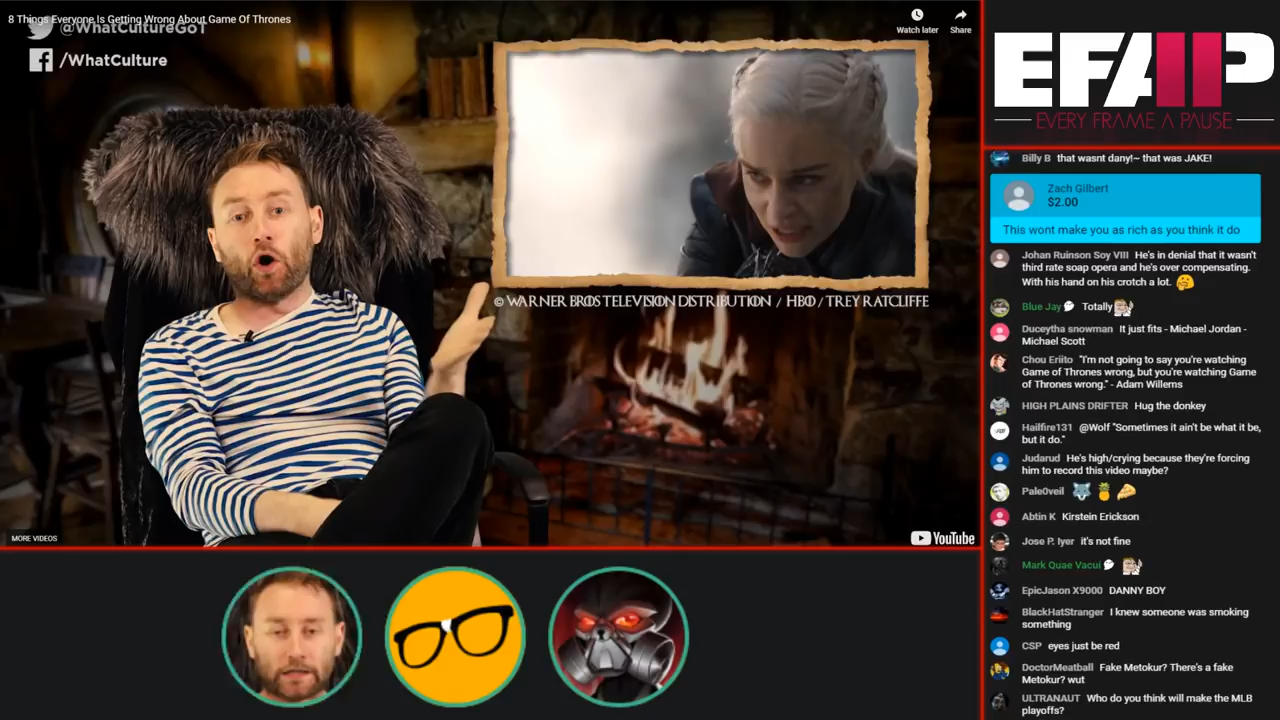 8 Things Everyone Is Getting Wrong About Game Of Thrones
@WhatCultureGoT
/WhatCulture
Watch later
Share
© WARNER BROS TELEVISION DISTRIBUTION / HBO / TREY RATCLIFFE
MORE VIDEOS
YouTube
EFAP
EVERY FRAME A PAUSE
Billy B that wasnt dany!~ that was JAKE!
Zach Gilbert
$2.00
This wont make you as rich as you think it do
Johan Ruinson Soy VIII He's in denial that it wasn't
third rate soap opera and he's over compensating.
With his hand on his crotch a lot. 🤔
Blue Jay Totally
Duceytha snowman It just fits - Michael Jordan -
Michael Scott
Chou Eriito "I'm not going to say you're watching
Game of Thrones wrong, but you're watching Game
of Thrones wrong." - Adam Willems
HIGH PLAINS DRIFTER Hug the donkey
Hailfire131 @Wolf "Sometimes it ain't be what it be,
but it do."
Judarud He's high/crying because they're forcing
him to record this video maybe?
Pale0veil 🐺 🍍 🍕
Abtin K Kirstein Erickson
Jose P. Iyer it's not fine
Mark Quae Vacui
EpicJason X9000 DANNY BOY
BlackHatStranger I knew someone was smoking
something
CSP eyes just be red
DoctorMeatball Fake Metokur? There's a fake
Metokur? wut
ULTRANAUT Who do you think will make the MLB
playoffs?